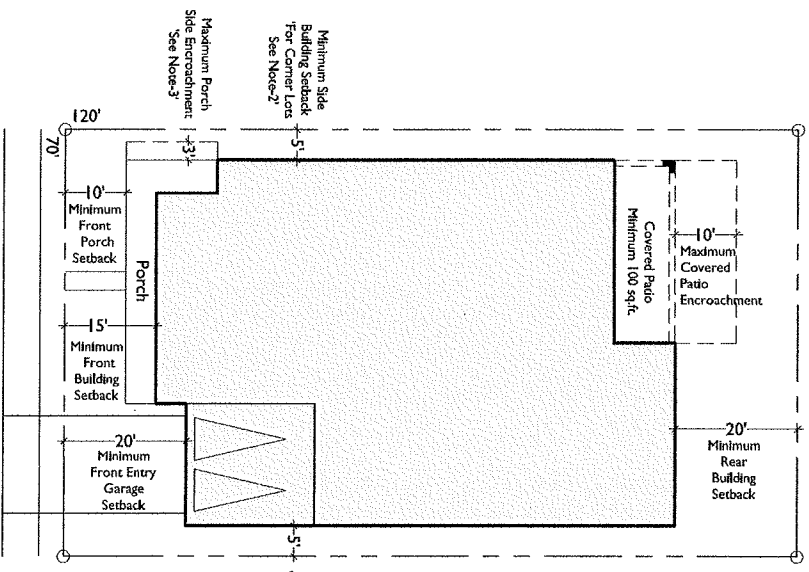 Maximum Porch
Side Encroachment
'See Note-3'
Minimum Side
Building Setback
'For Corner Lots
See Note-2'
120'
70'
3'
5'
10'
Minimum
Front
Porch
Setback
Porch
15'
Minimum
Front
Building
Setback
20'
Minimum
Front Entry
Garage
Setback
Covered Patio
Minimum 100 sq.ft.
10'
Maximum
Covered
Patio
Encroachment
20'
Minimum
Rear
Building
Setback
5'